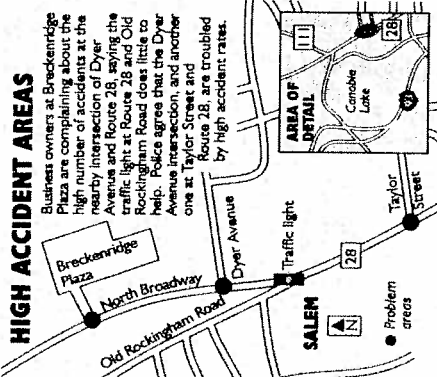 HIGH ACCIDENT AREAS
Business owners at Breckenridge
Plaza are complaining about the
high number of accidents at the
nearby intersection of Dyer
Avenue and Route 28, saying the
traffic light at Route 28 and Old
Rockingham Road does little to
help. Police agree that the Dyer
Avenue intersection, and another
one at Taylor Street and
Route 28, are troubled
by high accident rates.
Breckenridge
Plaza
North Broadway
Dyer Avenue
Old Rockingham Road
Traffic light
28
Taylor
Street
SALEM
N
Problem
areas
AREA OF
DETAIL
111
28
Canobie
Lake
93